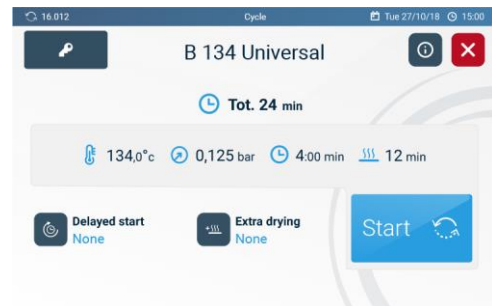 16.012 Cycle Tue 27/10/18 15:00
B 134 Universal
Tot. 24 min
134,0°c 0,125 bar 4:00 min 12 min
Delayed start
None
Extra drying
None
Start